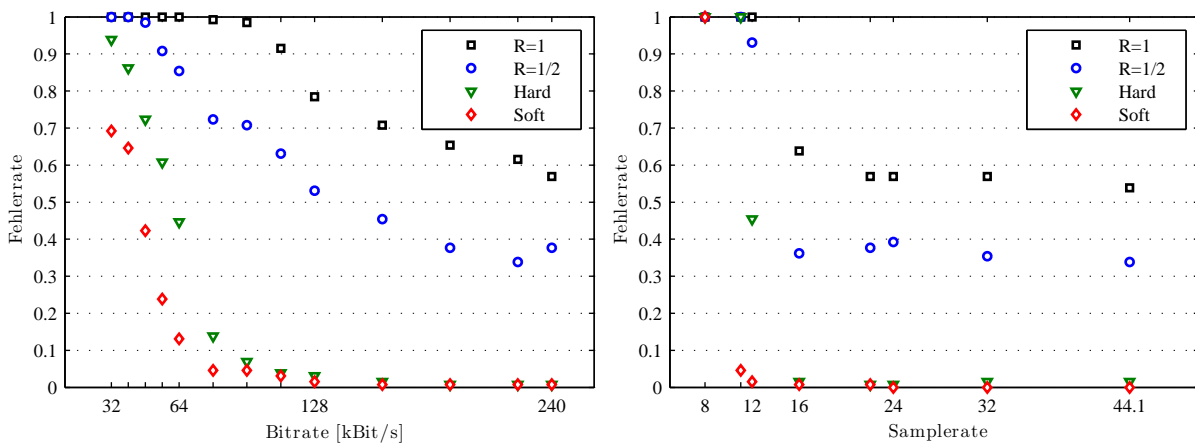 1
0.9
0.8
0.7
0.6
0.5
0.4
0.3
0.2
0.1
0
Fehlerrate
32
64
128
240
Bitrate [kBit/s]
R=1
R=1/2
Hard
Soft
1
0.9
0.8
0.7
0.6
0.5
0.4
0.3
0.2
0.1
0
Fehlerrate
8
12
16
24
32
44.1
Samplerate
R=1
R=1/2
Hard
Soft